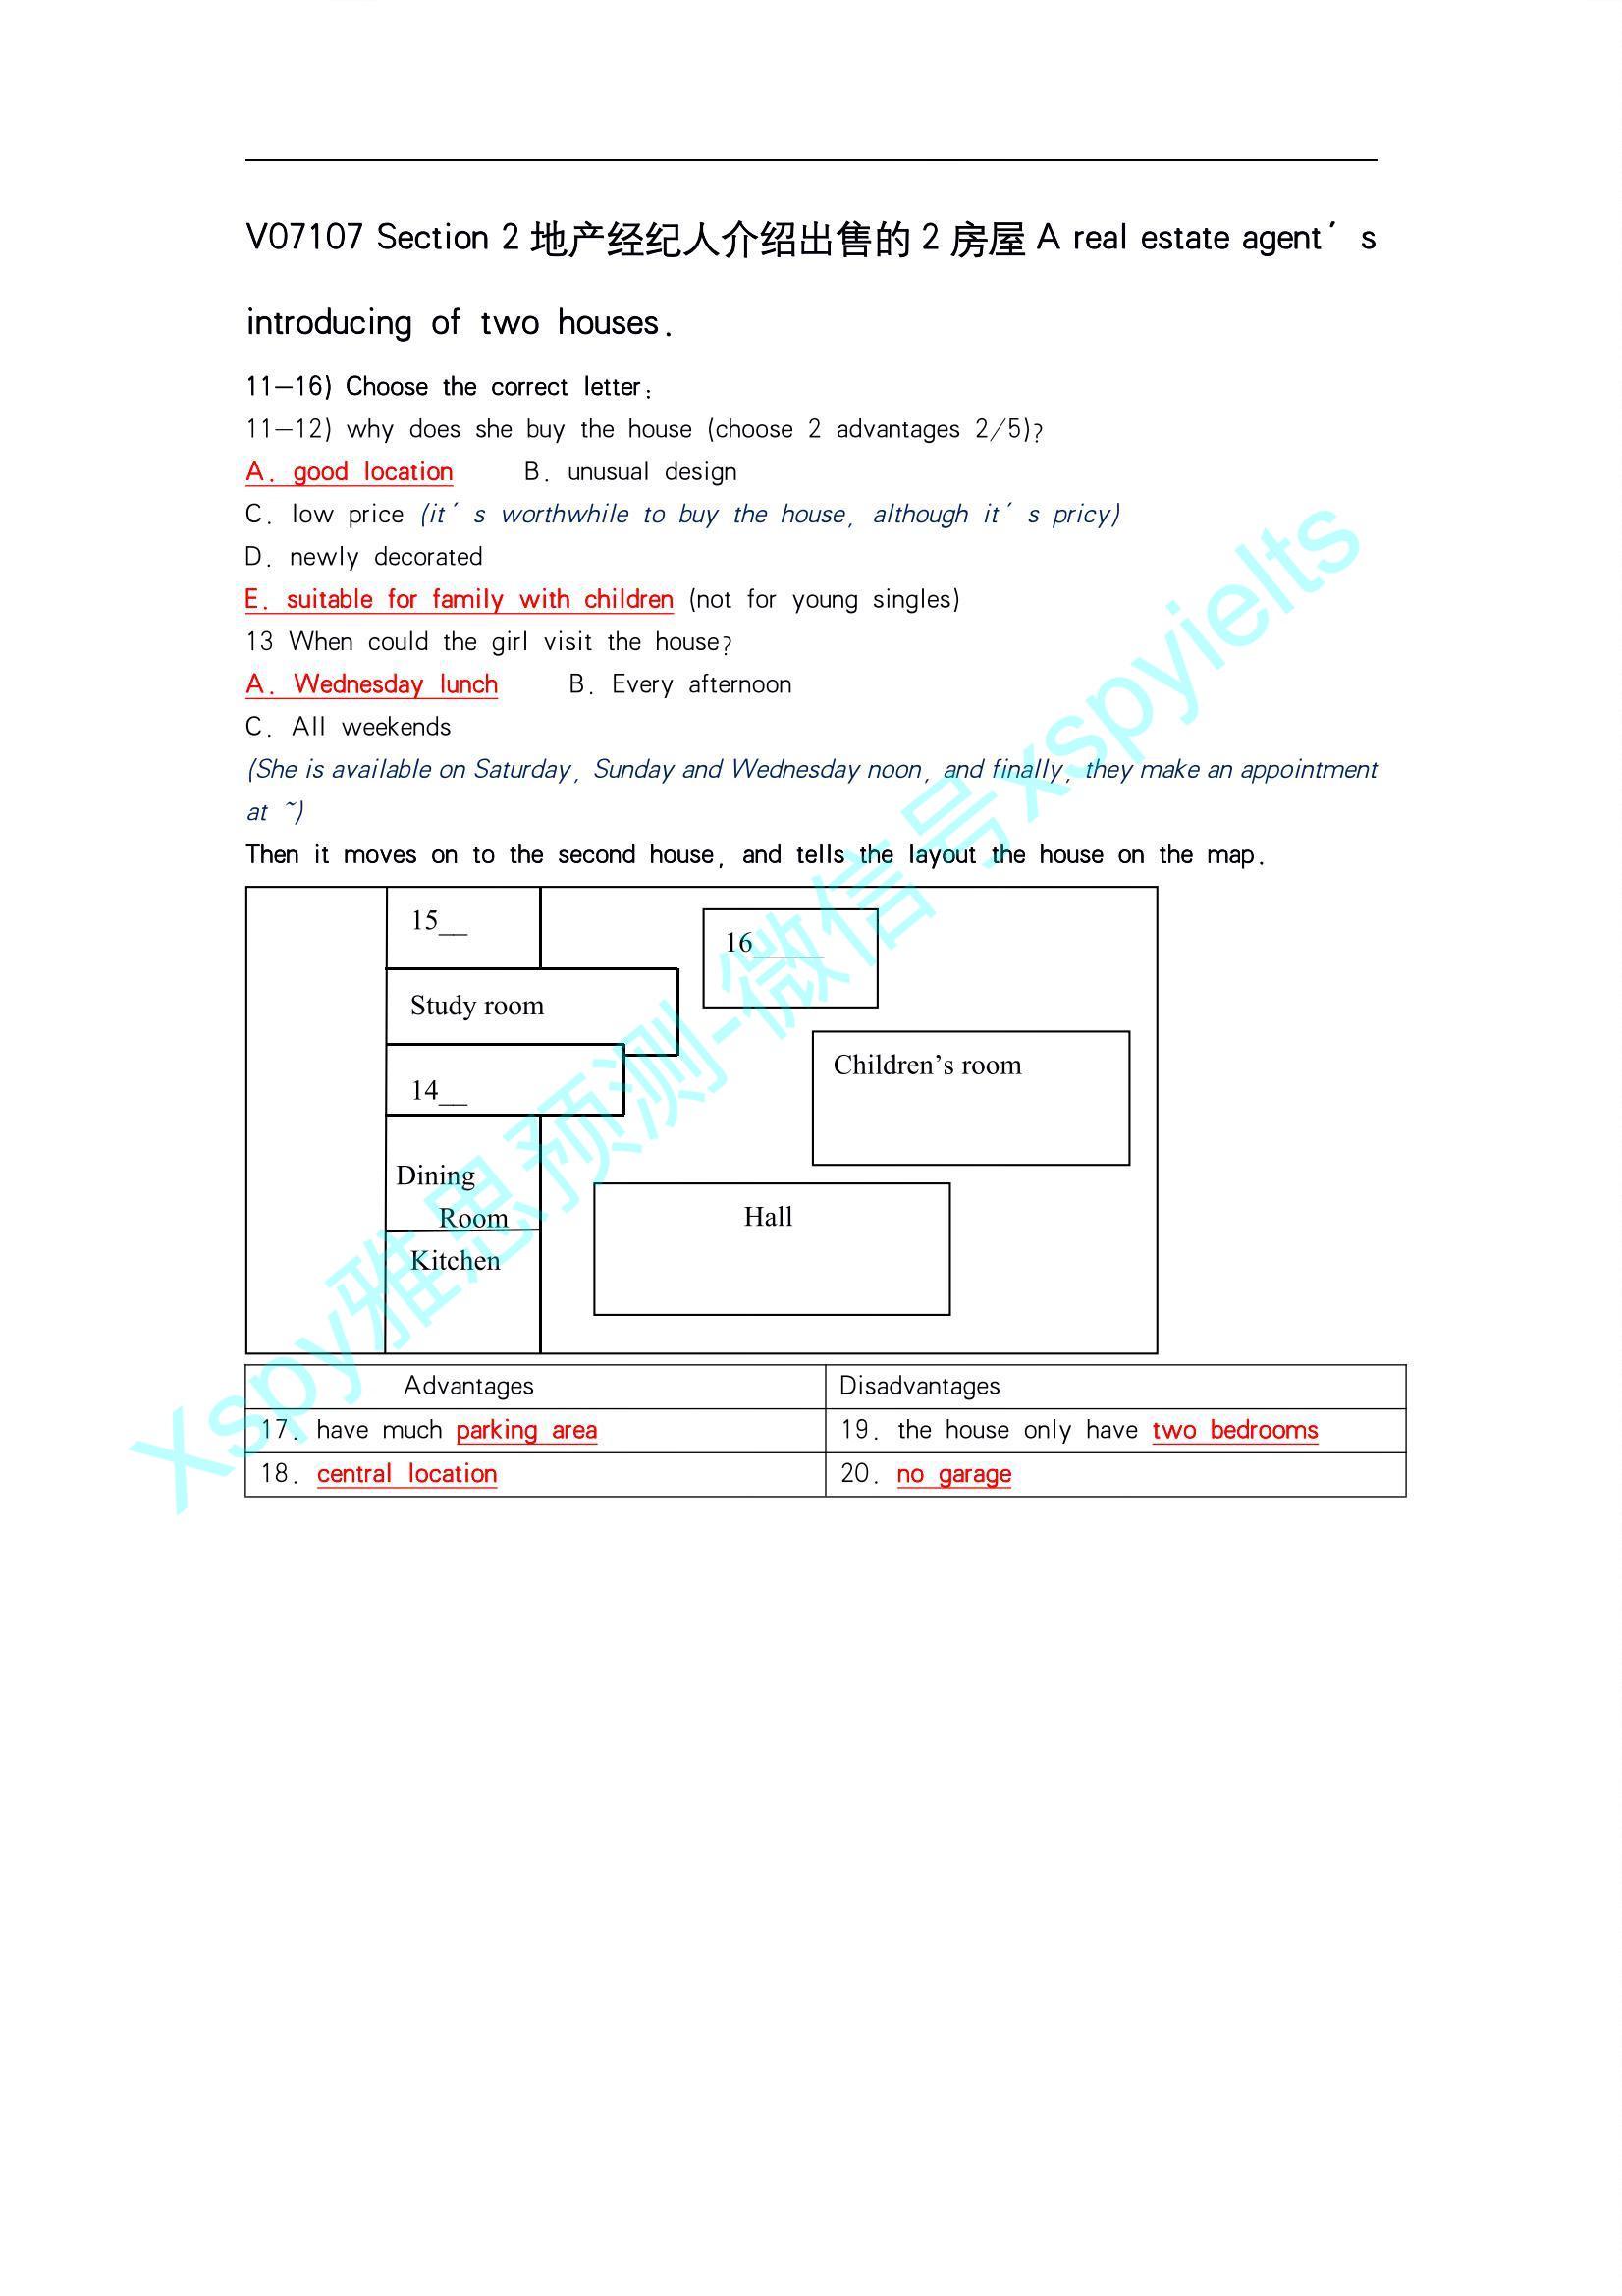 V07107 Section 2 地产经纪人介绍出售的 2 房屋 A real estate agent′ s
introducing of two houses.
11—16) Choose the correct letter:
11—12) why does she buy the house (choose 2 advantages 2/5)?
A. good location B. unusual design
C. low price (it′ s worthwhile to buy the house, although it′ s pricy)
D. newly decorated
E. suitable for family with children (not for young singles)
13 When could the girl visit the house?
A. Wednesday lunch B. Every afternoon
C. All weekends
(She is available on Saturday, Sunday and Wednesday noon, and finally, they make an appointment
at ~)
Then it moves on to the second house, and tells the layout the house on the map.
15__
16_____
Study room
Children’s room
14__
Dining
Room
Hall
Kitchen
Advantages Disadvantages
17. have much parking area 19. the house only have two bedrooms
18. central location 20. no garage
Xspy雅思预测-微信号xspyielts